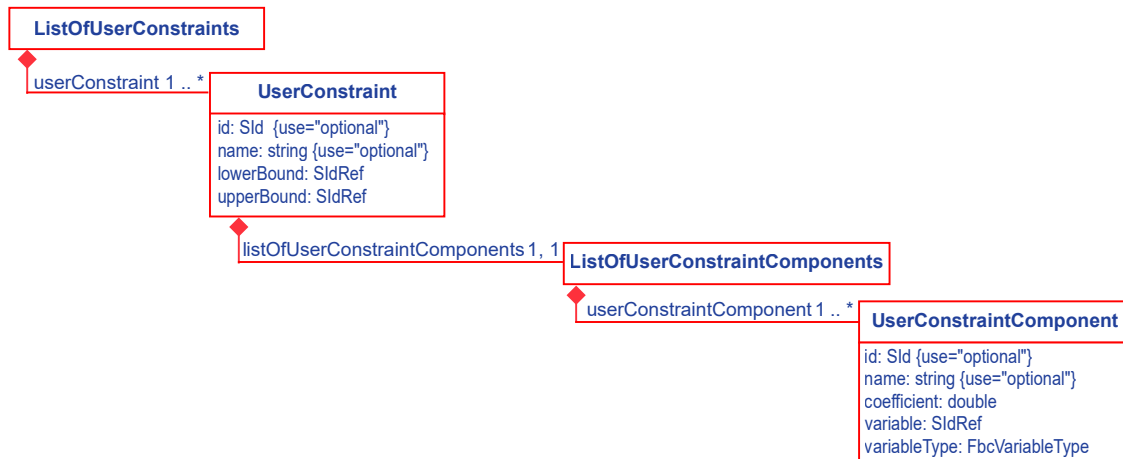 ListOfUserConstraints
userConstraint 1 .. *
UserConstraint
id: SId {use="optional"}
name: string {use="optional"}
lowerBound: SIdRef
upperBound: SIdRef
listOfUserConstraintComponents 1, 1
ListOfUserConstraintComponents
userConstraintComponent 1 .. *
UserConstraintComponent
id: SId {use="optional"}
name: string {use="optional"}
coefficient: double
variable: SIdRef
variableType: FbcVariableType